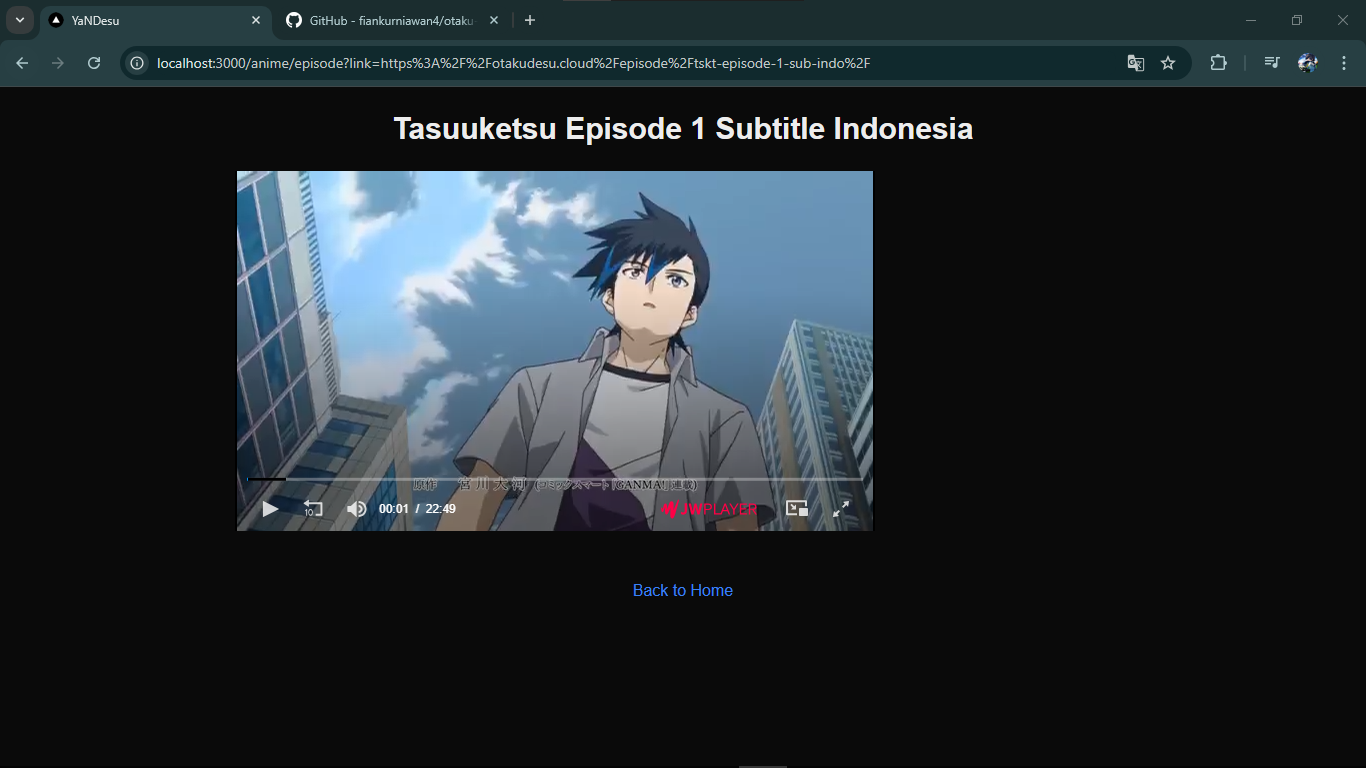 YaNDesu
GitHub - fiankurniawan4/otaku
localhost:3000/anime/episode?link=https%3A%2F%2Fotakudesu.cloud%2Fepisode%2Ftskt-episode-1-sub-indo%2F
Tasuuketsu Episode 1 Subtitle Indonesia
原作 宮川大河 (コミックスマート「GANMA!」連載)
10
00:01 / 22:49
JWPLAYER
Back to Home